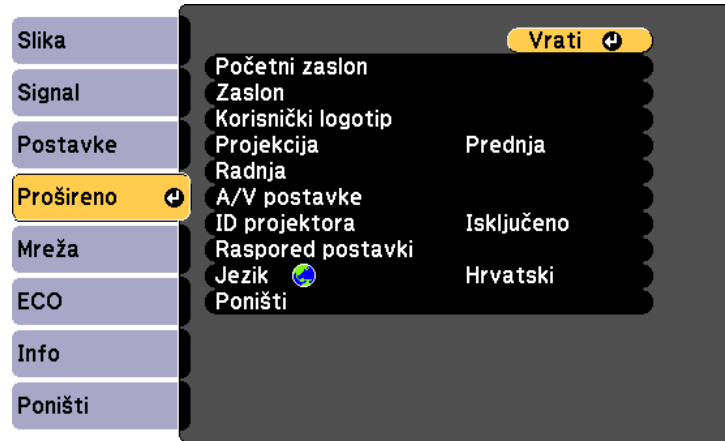 Slika
Signal
Postavke
Prošireno
Mreža
ECO
Info
Poništi
Vrati
Početni zaslon
Zaslon
Korisnički logotip
Projekcija Prednja
Radnja
A/V postavke
ID projektora Isključeno
Raspored postavki
Jezik Hrvatski
Poništi